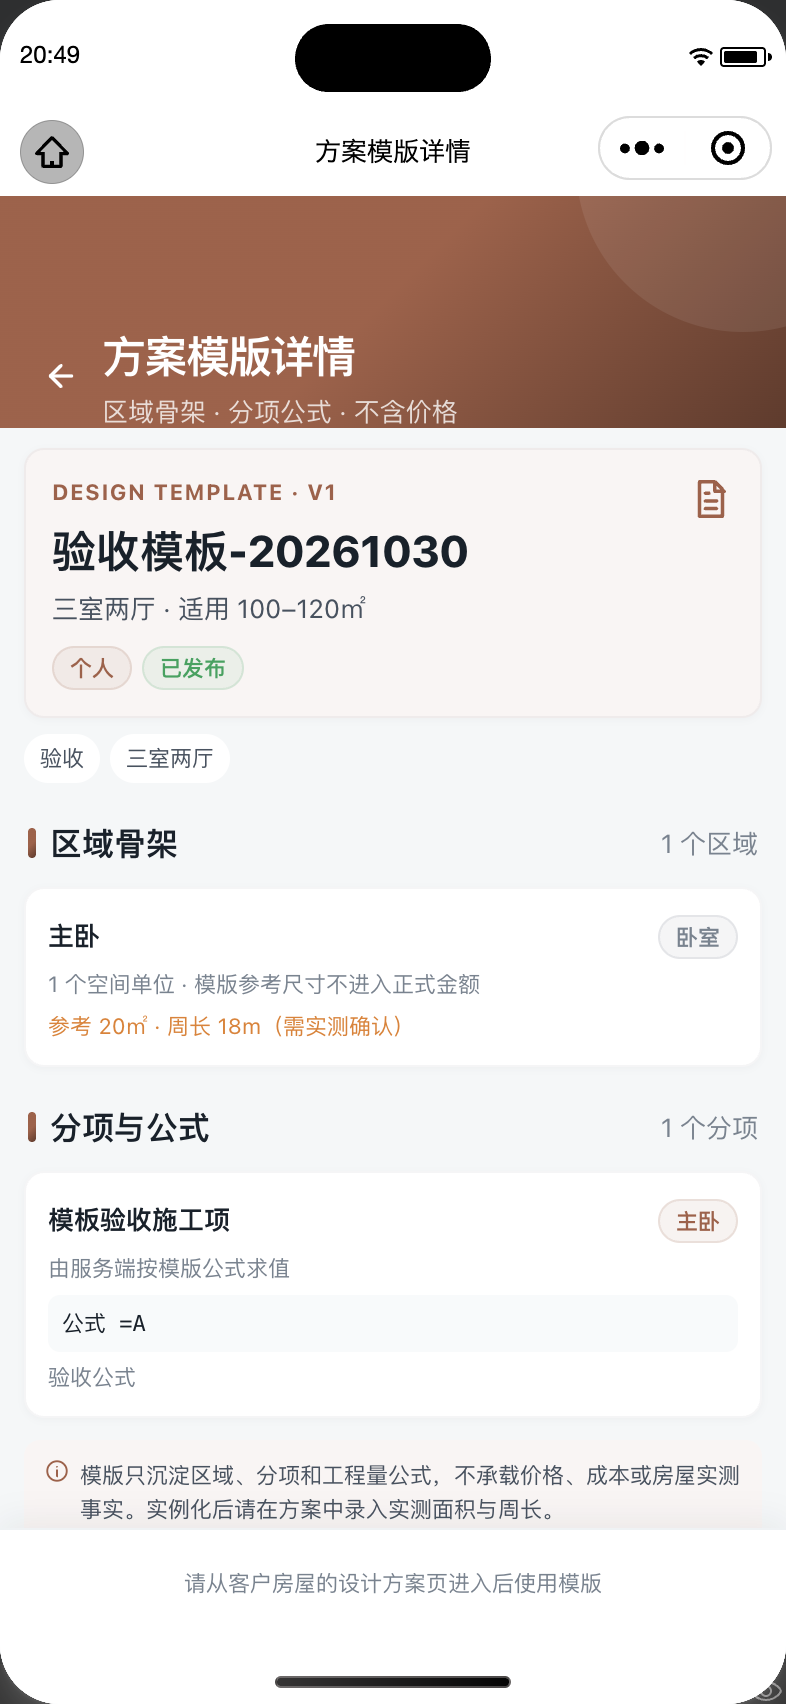 20:49
方案模版详情
方案模版详情
区域骨架 · 分项公式 · 不含价格
DESIGN TEMPLATE · V1
验收模板-20261030
三室两厅 · 适用 100–120㎡
个人
已发布
验收
三室两厅
区域骨架
1 个区域
主卧
卧室
1 个空间单位 · 模版参考尺寸不进入正式金额
参考 20㎡ · 周长 18m（需实测确认）
分项与公式
1 个分项
模板验收施工项
主卧
由服务端按模版公式求值
公式 =A
验收公式
模版只沉淀区域、分项和工程量公式，不承载价格、成本或房屋实测
事实。实例化后请在方案中录入实测面积与周长。
请从客户房屋的设计方案页进入后使用模版